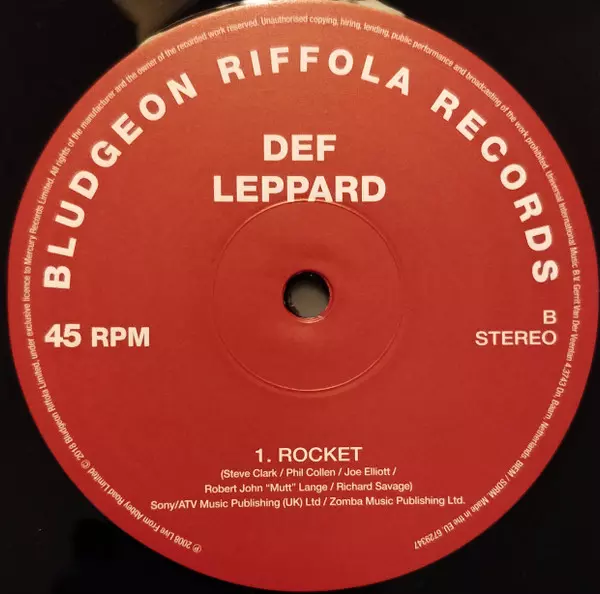 BLUDGEON RIFFOLA RECORDS
DEF
LEPPARD
45 RPM
B
STEREO
1. ROCKET
(Steve Clark / Phil Collen / Joe Elliott /
Robert John “Mutt” Lange / Richard Savage)
Sony/ATV Music Publishing (UK) Ltd / Zomba Music Publishing Ltd.
℗ 2008 Live From Abbey Road Limited © 2018 Bludgeon Riffola Limited, under exclusive licence to Mercury Records Limited. All rights of the manufacturer and the owner of the recorded work reserved. Unauthorised copying, hiring, lending, public performance and broadcasting of the work prohibited. Universal International Music B.V. Gerrit Van Der Veenlan 4, 3743 Dn, Baarn, Netherlands. BIEM / SDRM. Made in the EU. 6729347